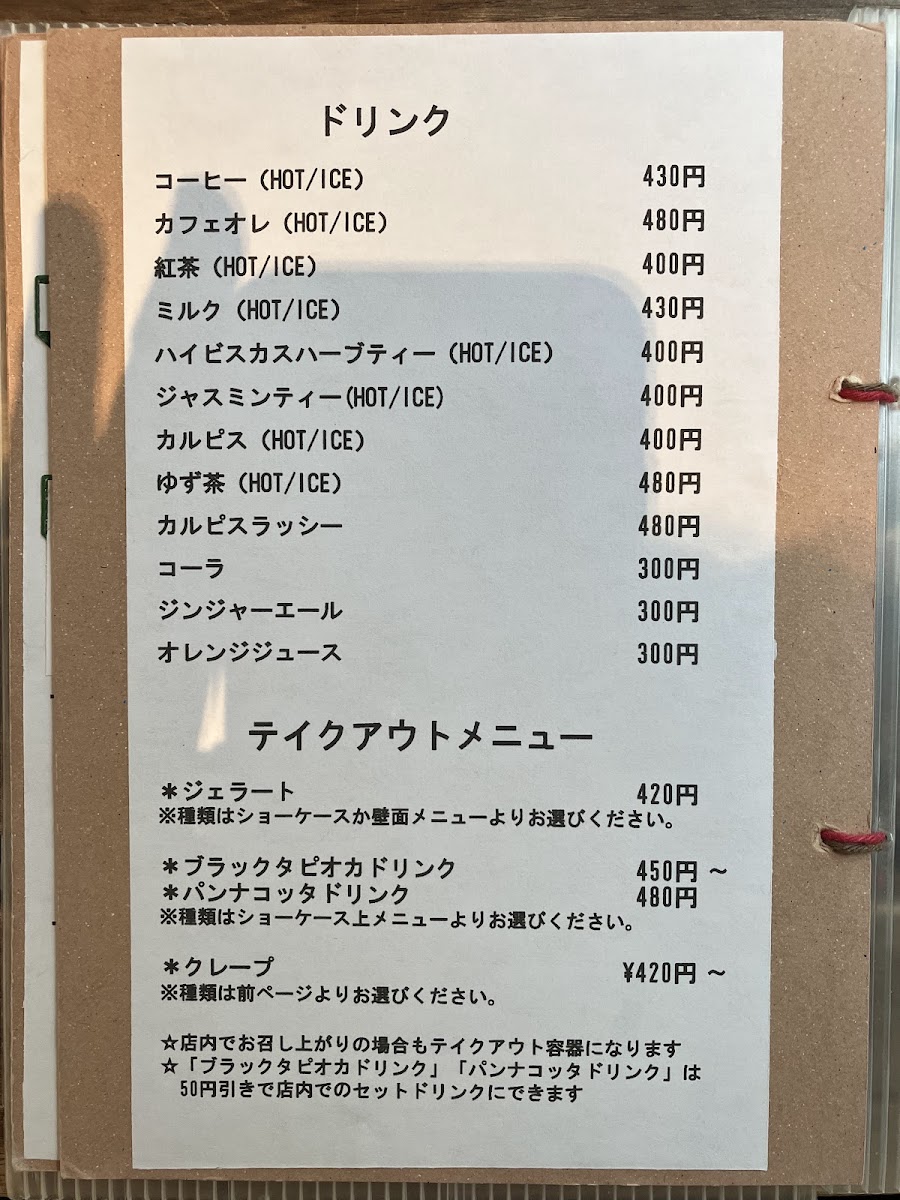 ドリンク
コーヒー（HOT/ICE） 430円
カフェオレ（HOT/ICE） 480円
紅茶（HOT/ICE） 400円
ミルク（HOT/ICE） 430円
ハイビスカスハーブティー（HOT/ICE） 400円
ジャスミンティー(HOT/ICE) 400円
カルピス（HOT/ICE） 400円
ゆず茶（HOT/ICE） 480円
カルピスラッシー 480円
コーラ 300円
ジンジャーエール 300円
オレンジジュース 300円
テイクアウトメニュー
＊ジェラート 420円
※種類はショーケースか壁面メニューよりお選びください。
＊ブラックタピオカドリンク 450円～
＊パンナコッタドリンク 480円
※種類はショーケース上メニューよりお選びください。
＊クレープ ¥420円～
※種類は前ページよりお選びください。
☆店内でお召し上がりの場合もテイクアウト容器になります
☆「ブラックタピオカドリンク」「パンナコッタドリンク」は
50円引きで店内でのセットドリンクにできます